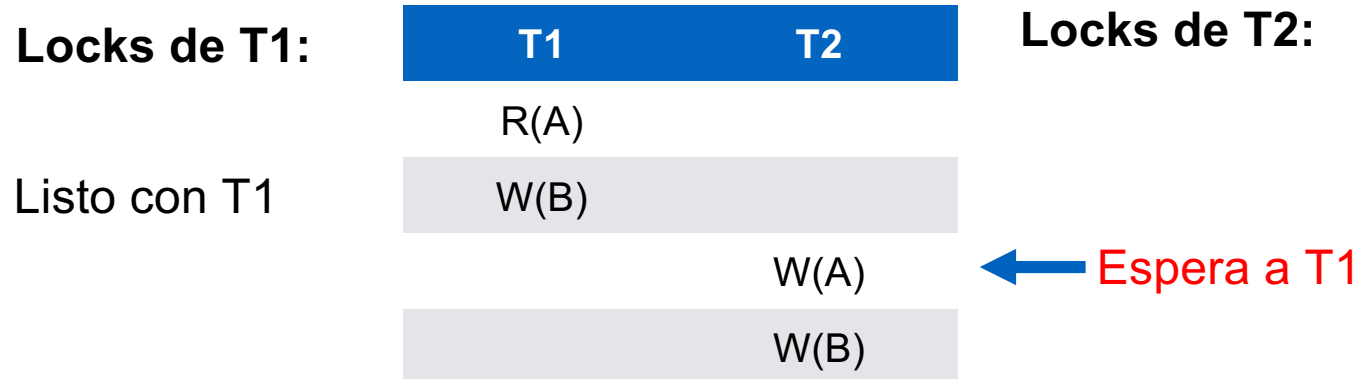 Locks de T1:
T1 T2
Locks de T2:
R(A)
Listo con T1
W(B)
W(A)
Espera a T1
W(B)